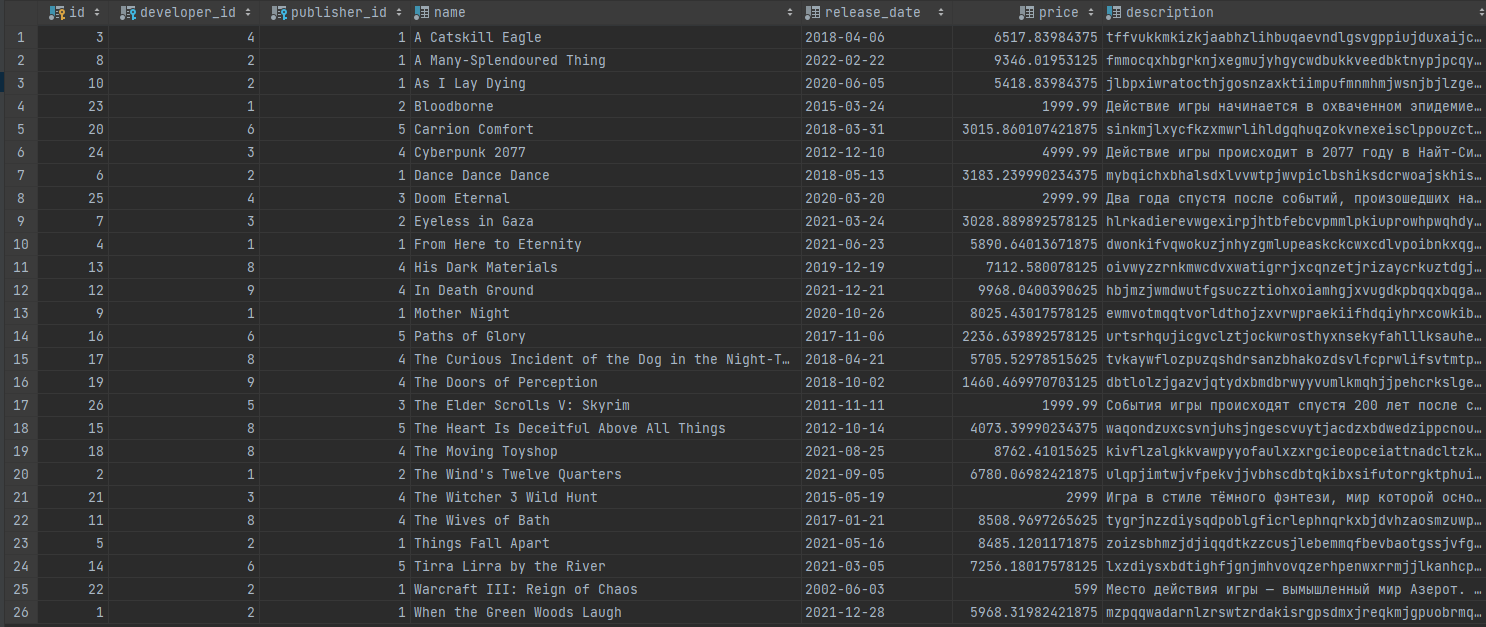 id developer_id publisher_id name release_date price description
1 3 4 1 A Catskill Eagle 2018-04-06 6517.83984375 tffvukkmkizkjaabhzlihbuqaevndlgsvgppiujduxaijc…
2 8 2 1 A Many-Splendoured Thing 2022-02-22 9346.01953125 fmmocqxhbgrknjxegmujyhgycwdbukkveedbktnypjpcqy…
3 10 2 1 As I Lay Dying 2020-06-05 5418.83984375 jlbpxiwratocthjgosnzaxktiimpufmnmhmjwsnjbjlzge…
4 23 1 2 Bloodborne 2015-03-24 1999.99 Действие игры начинается в охваченном эпидемие…
5 20 6 5 Carrion Comfort 2018-03-31 3015.860107421875 sinkmjlxycfkzxmwrlihldgqhuqzokvnexeisclppouzct…
6 24 3 4 Cyberpunk 2077 2012-12-10 4999.99 Действие игры происходит в 2077 году в Найт-Си…
7 6 2 1 Dance Dance Dance 2018-05-13 3183.239990234375 mybqichxbhalsdxlvvwtpjwvpiclbshiksdcrwoajskhis…
8 25 4 3 Doom Eternal 2020-03-20 2999.99 Два года спустя после событий, произошедших на…
9 7 3 2 Eyeless in Gaza 2021-03-24 3028.889892578125 hlrkadierevwgexirpjhtbfebcvpmmlpkiuprowhpwqhdy…
10 4 1 1 From Here to Eternity 2021-06-23 5890.64013671875 dwonkifvqwokuzjnhyzgmlupeaskckcwxcdlvpoibnkxqg…
11 13 8 4 His Dark Materials 2019-12-19 7112.580078125 oivwyzzrnkmwcdvxwatigrrjxcqnzetjrizaycrkuztdgj…
12 12 9 4 In Death Ground 2021-12-21 9968.0400390625 hbjmzjwmdwutfgsuczztiohxoiamhgjxvugdkpbqqxbqga…
13 9 1 1 Mother Night 2020-10-26 8025.43017578125 ewmvotmqqtvorldthojzxvrwpraekiifhdqiyhrxcowkib…
14 16 6 5 Paths of Glory 2017-11-06 2236.639892578125 urtsrhqujicgvclztjockwrosthyxnsekyfahlllksauhe…
15 17 8 4 The Curious Incident of the Dog in the Night-T… 2018-04-21 5705.52978515625 tvkaywflozpuzqshdrsanzbhakozdsvlfcprwlifsvtmtp…
16 19 9 4 The Doors of Perception 2018-10-02 1460.469970703125 dbtlolzjgazvjqtydxbmdbrwyyvumlkmqhjjpehcrkslge…
17 26 5 3 The Elder Scrolls V: Skyrim 2011-11-11 1999.99 События игры происходят спустя 200 лет после с…
18 15 8 5 The Heart Is Deceitful Above All Things 2012-10-14 4073.39990234375 waqondzuxcsvnjuhsjngescvuytjacdzxbdwedzippcnou…
19 18 8 4 The Moving Toyshop 2021-08-25 8762.41015625 kivflzalgkkvawpyyofaulxzxrgcieopceiattnadcltzk…
20 2 1 2 The Wind's Twelve Quarters 2021-09-05 6780.06982421875 ulqpjimtwjvfpekvjjvbhscdbtgkibxsifutorrgktphui…
21 21 3 4 The Witcher 3 Wild Hunt 2015-05-19 2999 Игра в стиле тёмного фэнтези, мир которой осно…
22 11 8 4 The Wives of Bath 2017-01-21 8508.9697265625 tygrjnzzdiysqdpoblgficrlephnqrkxbjdvhzaosmzuwp…
23 5 2 1 Things Fall Apart 2021-05-16 8485.1201171875 zoizsbhmzjdjiqqdtkzzcusjlebemmqfbevbaotgssjvfg…
24 14 6 5 Tirra Lirra by the River 2021-03-05 7256.18017578125 lxzdiysxbdtighfjgnjmhvovqzerhpenwxrrmjjlkanhcp…
25 22 2 1 Warcraft III: Reign of Chaos 2002-06-03 599 Место действия игры — вымышленный мир Азерот. …
26 1 2 1 When the Green Woods Laugh 2021-12-28 5968.31982421875 mzpqqwadarnlzrswtzrdakisrgpsdmxjreqkmjgpuobrmq…